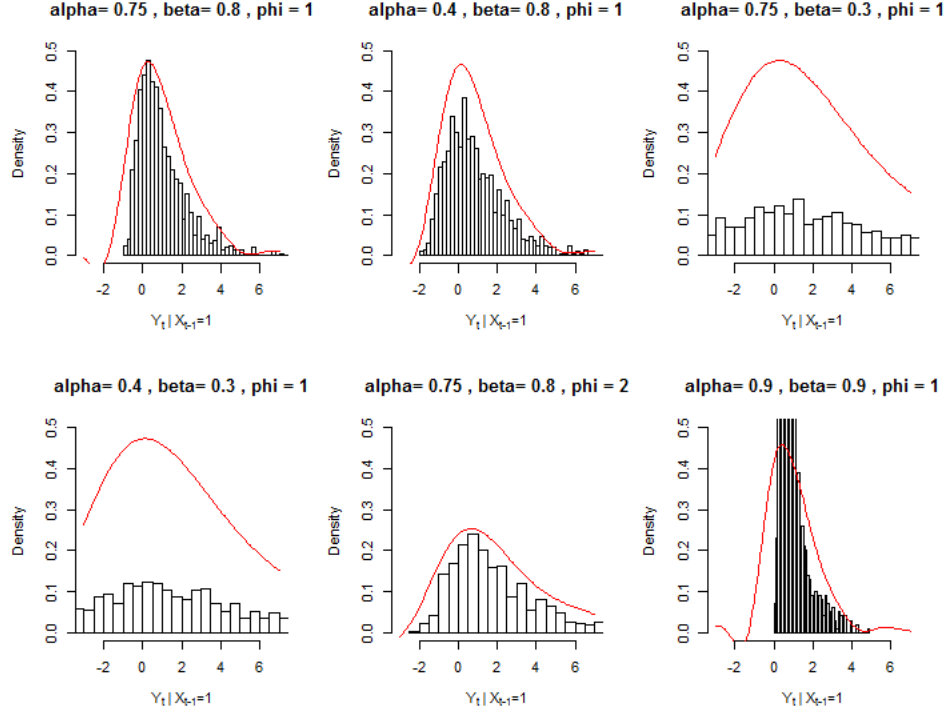 alpha= 0.75 , beta= 0.8 , phi = 1
0.5
0.4
0.3
0.2
0.1
0.0
Density
-2 0 2 4 6
Yt | Xt-1=1
alpha= 0.4 , beta= 0.8 , phi = 1
0.5
0.4
0.3
0.2
0.1
0.0
Density
-2 0 2 4 6
Yt | Xt-1=1
alpha= 0.75 , beta= 0.3 , phi = 1
0.5
0.4
0.3
0.2
0.1
0.0
Density
-2 0 2 4 6
Yt | Xt-1=1
alpha= 0.4 , beta= 0.3 , phi = 1
0.5
0.4
0.3
0.2
0.1
0.0
Density
-2 0 2 4 6
Yt | Xt-1=1
alpha= 0.75 , beta= 0.8 , phi = 2
0.5
0.4
0.3
0.2
0.1
0.0
Density
-2 0 2 4 6
Yt | Xt-1=1
alpha= 0.9 , beta= 0.9 , phi = 1
0.5
0.4
0.3
0.2
0.1
0.0
Density
-2 0 2 4 6
Yt | Xt-1=1